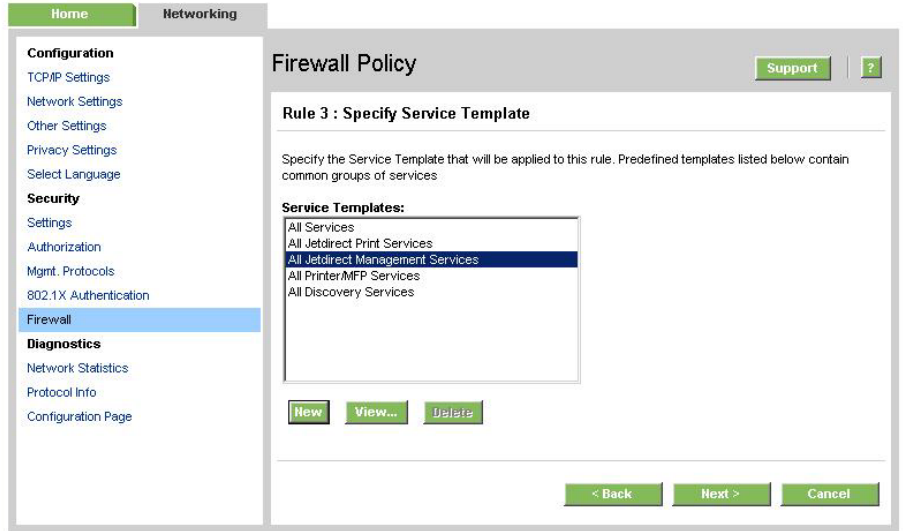 Home Networking
Configuration
TCP/IP Settings
Network Settings
Other Settings
Privacy Settings
Select Language
Security
Settings
Authorization
Mgmt. Protocols
802.1X Authentication
Firewall
Diagnostics
Network Statistics
Protocol Info
Configuration Page
Firewall Policy
Support ?
Rule 3 : Specify Service Template
Specify the Service Template that will be applied to this rule. Predefined templates listed below contain
common groups of services
Service Templates:
All Services
All Jetdirect Print Services
All Jetdirect Management Services
All Printer/MFP Services
All Discovery Services
New View... Delete
< Back Next > Cancel